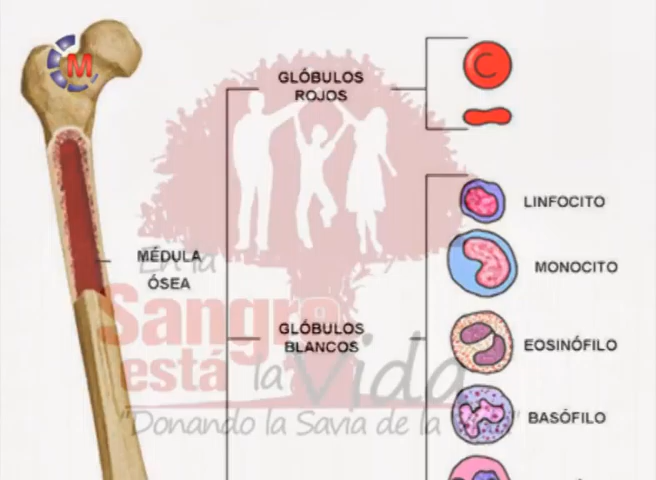 M
GLÓBULOS
ROJOS
LINFOCITO
MÉDULA
ÓSEA
En la
MONOCITO
Sangre
GLÓBULOS
BLANCOS
EOSINÓFILO
está la Vida
"Donando la Savia de la
BASÓFILO